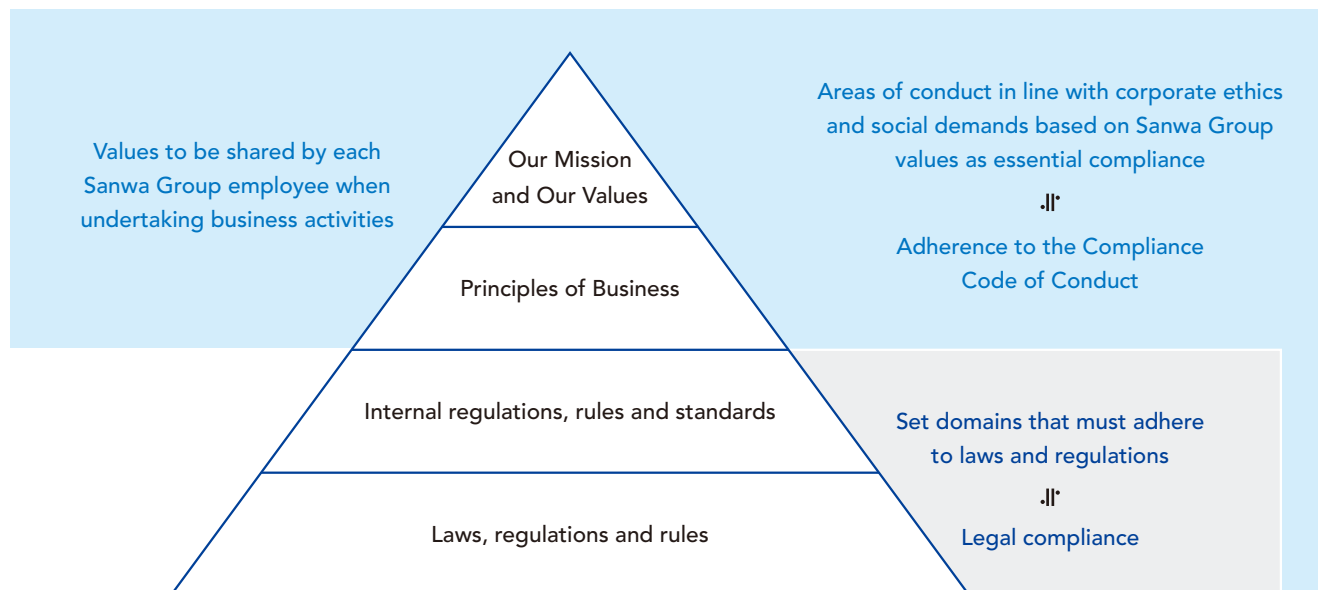 Values to be shared by each
Sanwa Group employee when
undertaking business activities
Our Mission
and Our Values
Principles of Business
Internal regulations, rules and standards
Laws, regulations and rules
Areas of conduct in line with corporate ethics
and social demands based on Sanwa Group
values as essential compliance
Adherence to the Compliance
Code of Conduct
Set domains that must adhere
to laws and regulations
Legal compliance